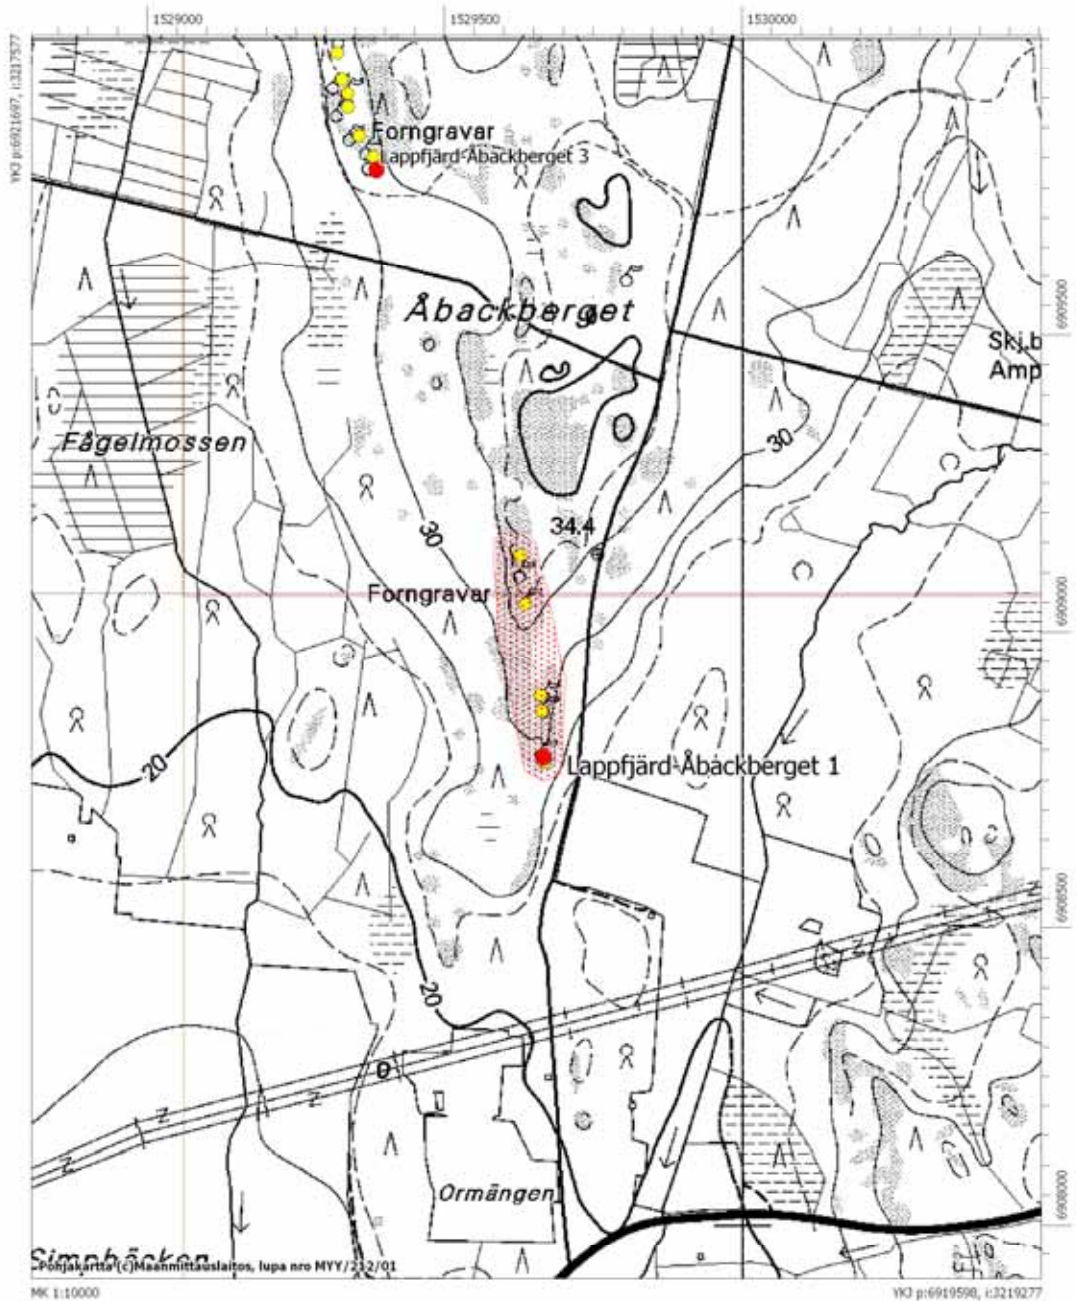 1529000
1529500
1530000
YKJ p:6921697, i:3217577
Forngravar
Lappfjärd-Åbackberget 3
Åbackberget
6909500
Skj.b
Amp
30
Fågelmossen
34.4
30
Forngravar
6909000
20
Lappfjärd-Åbackberget 1
Z
6908500
20
Z
Z
Z
Ormängen
6908000
Simpbäcken
Pohjakartta (c)Maanmittauslaitos, lupa nro MYY/212/01
MK 1:10000
YKJ p:6919598, i:3219277